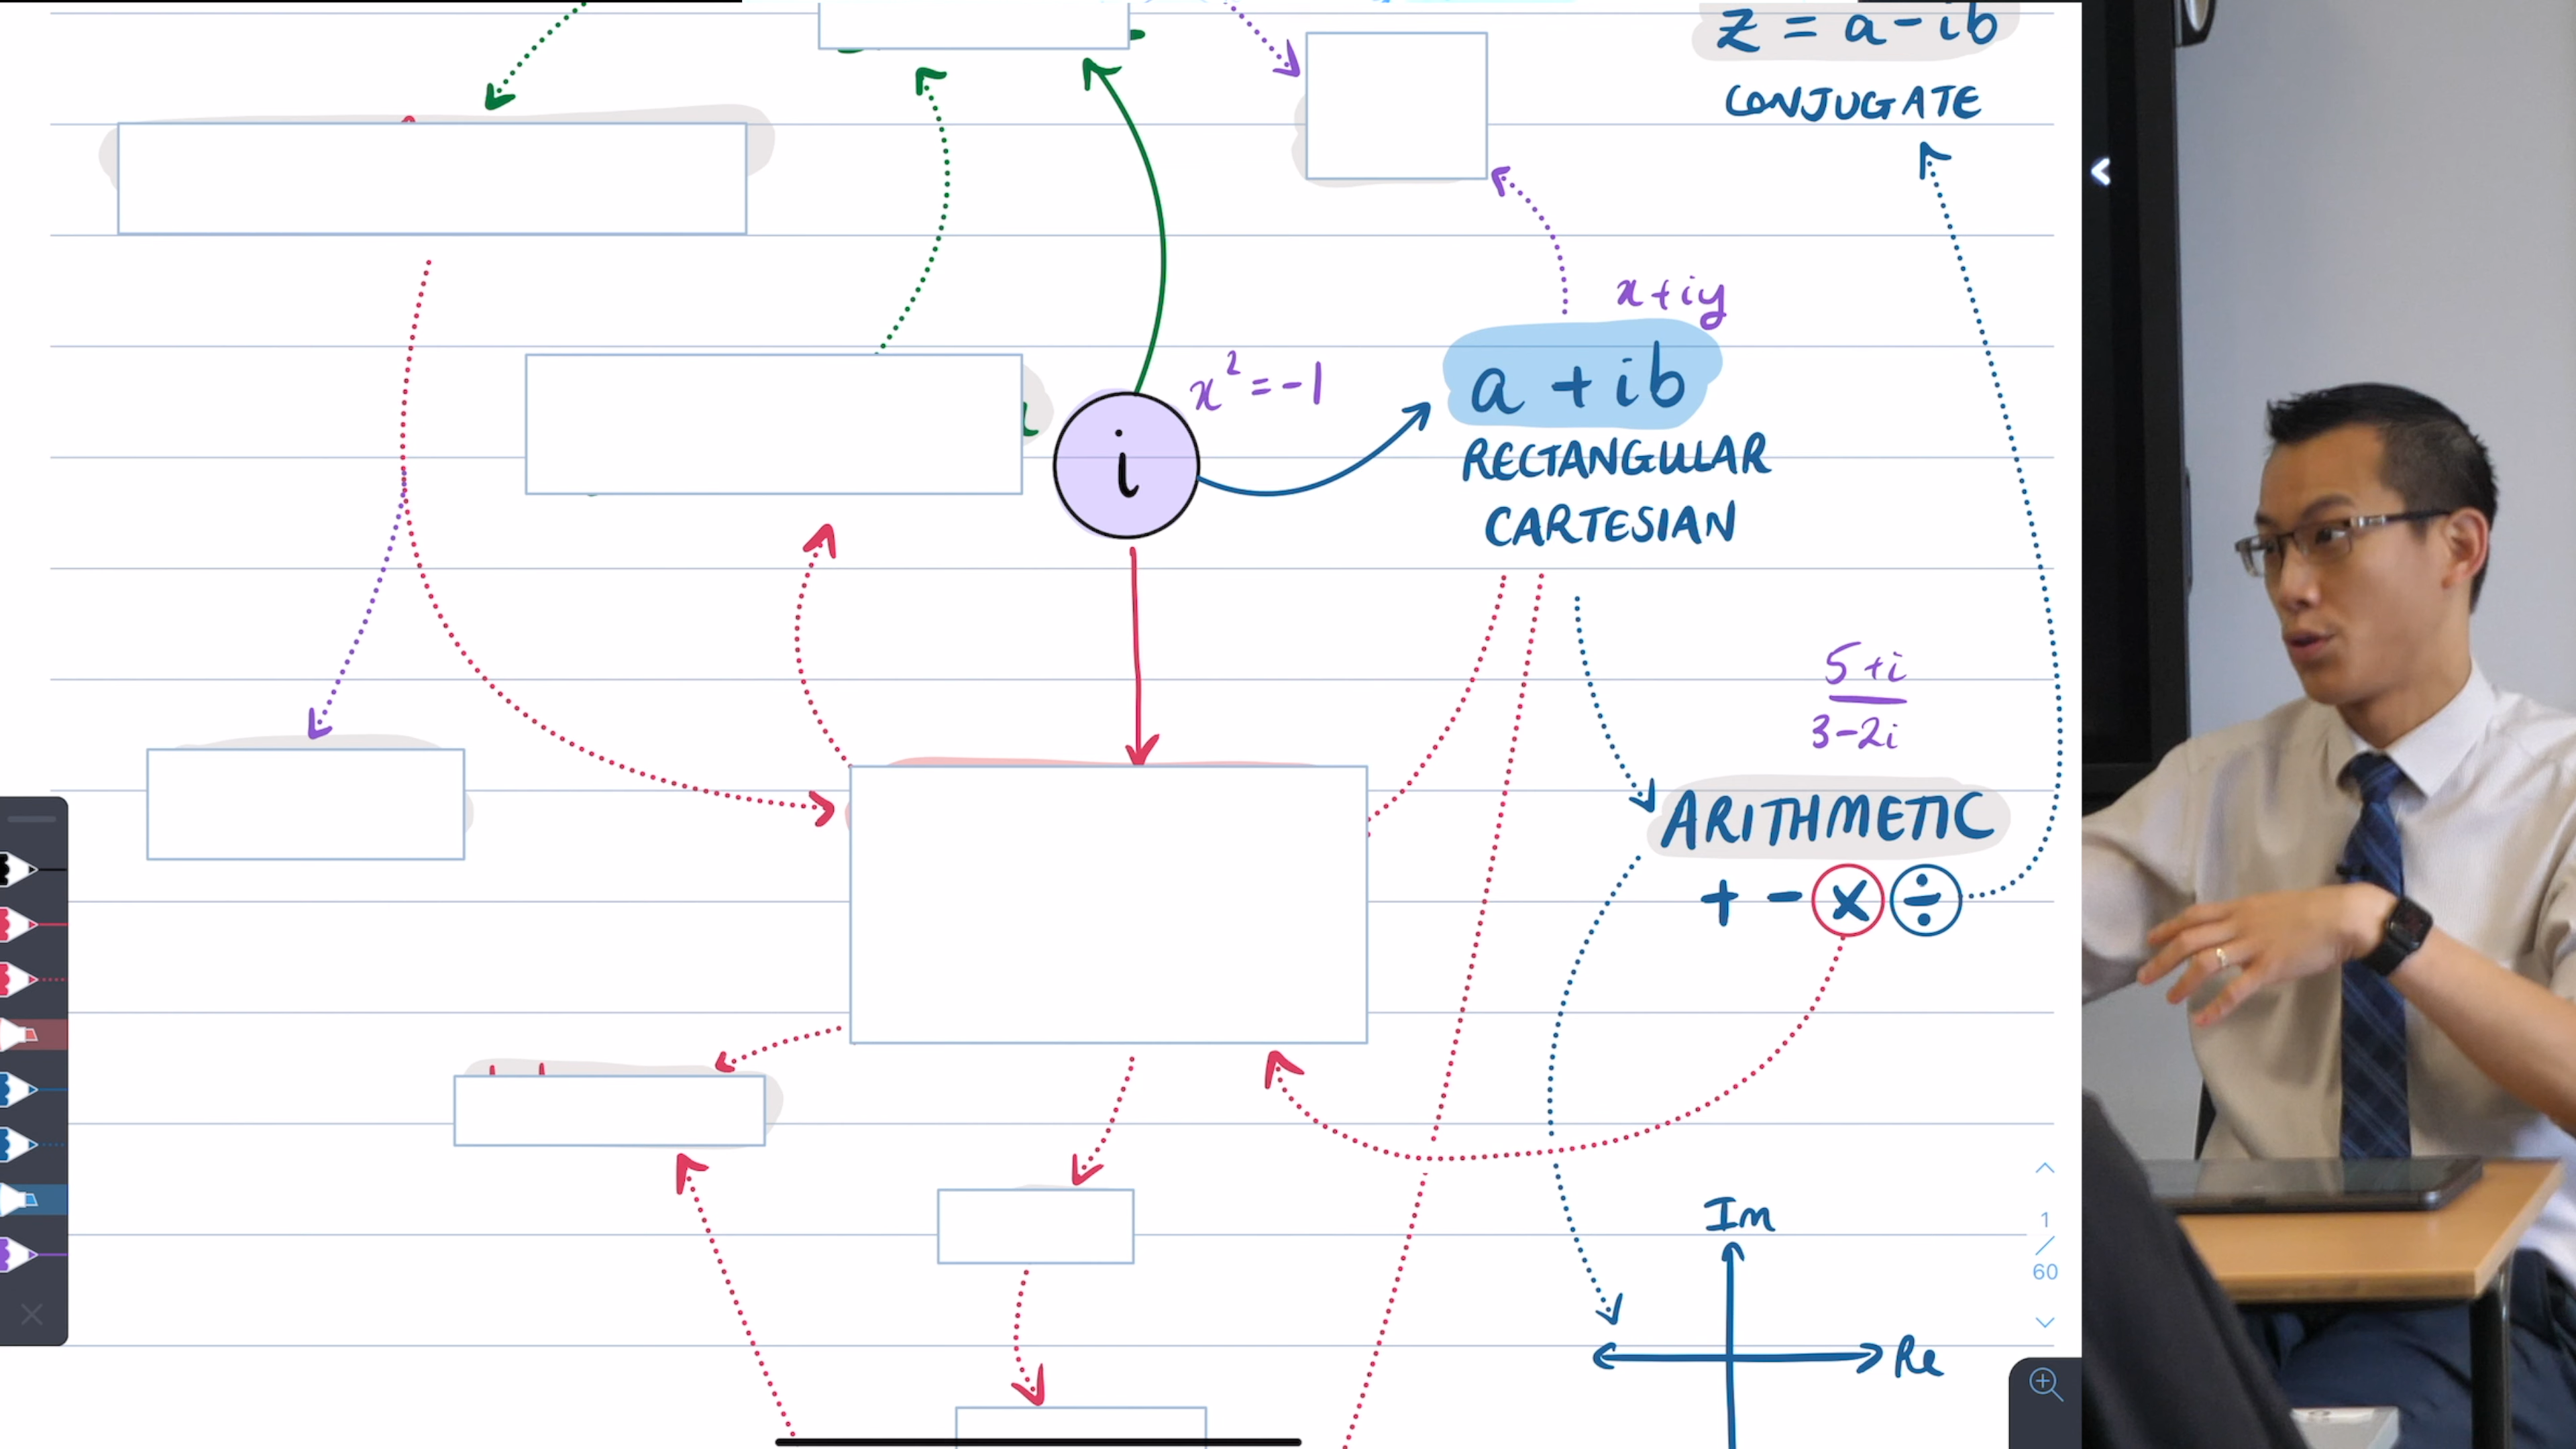 z = a-ib
CONJUGATE
x+iy
x² = -1
a + ib
i
RECTANGULAR
CARTESIAN
5+i
3-2i
ARITHMETIC
+ - × ÷
Im
1
/
60
Re